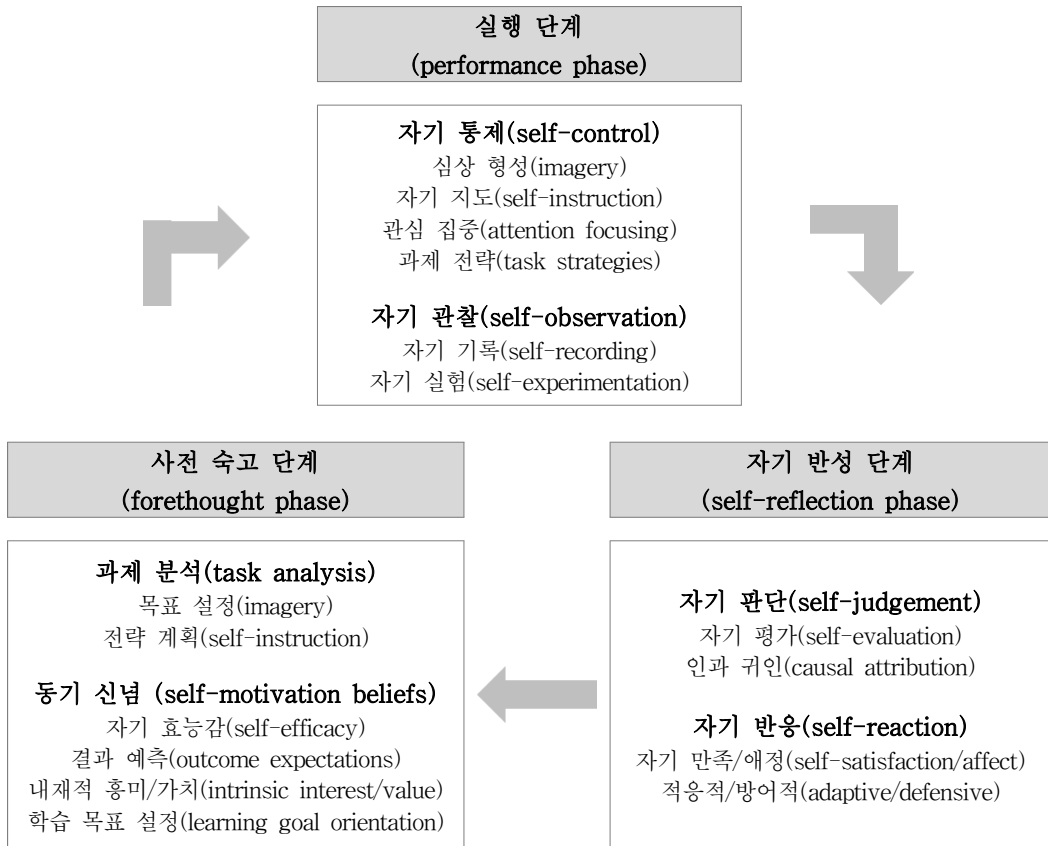 실행 단계
(performance phase)
자기 통제(self-control)
심상 형성(imagery)
자기 지도(self-instruction)
관심 집중(attention focusing)
과제 전략(task strategies)
자기 관찰(self-observation)
자기 기록(self-recording)
자기 실험(self-experimentation)
사전 숙고 단계
(forethought phase)
과제 분석(task analysis)
목표 설정(imagery)
전략 계획(self-instruction)
동기 신념 (self-motivation beliefs)
자기 효능감(self-efficacy)
결과 예측(outcome expectations)
내재적 흥미/가치(intrinsic interest/value)
학습 목표 설정(learning goal orientation)
자기 반성 단계
(self-reflection phase)
자기 판단(self-judgement)
자기 평가(self-evaluation)
인과 귀인(causal attribution)
자기 반응(self-reaction)
자기 만족/애정(self-satisfaction/affect)
적응적/방어적(adaptive/defensive)